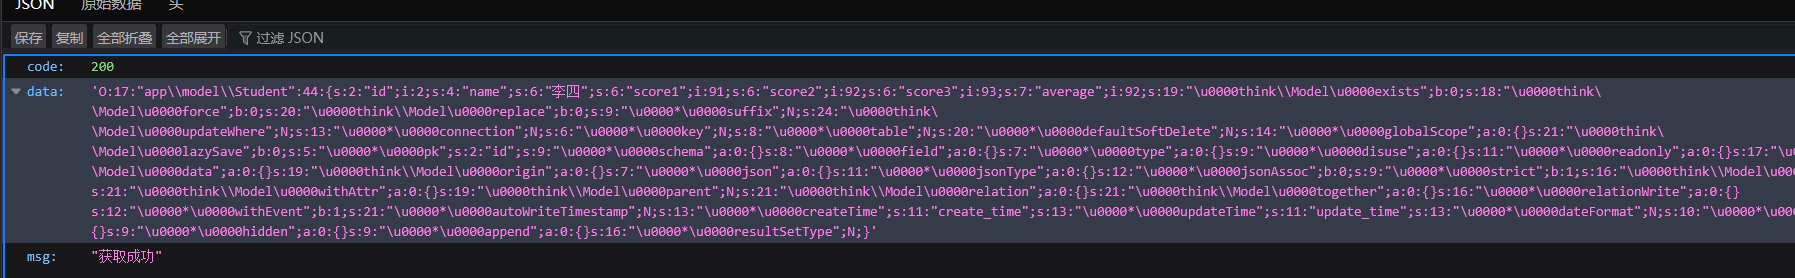 JSON 原始数据 头
保存 复制 全部折叠 全部展开 过滤 JSON
code: 200
data: 'O:17:"app\\model\\Student":44:{s:2:"id";i:2;s:4:"name";s:6:"李四";s:6:"score1";i:91;s:6:"score2";i:92;s:6:"score3";i:93;s:7:"average";i:92;s:19:"\u0000think\\Model\u0000exists";b:0;s:18:"\u0000think\
\Model\u0000force";b:0;s:20:"\u0000think\\Model\u0000replace";b:0;s:9:"\u0000*\u0000suffix";N;s:24:"\u0000think\
\Model\u0000updateWhere";N;s:13:"\u0000*\u0000connection";N;s:6:"\u0000*\u0000key";N;s:8:"\u0000*\u0000table";N;s:20:"\u0000*\u0000defaultSoftDelete";N;s:14:"\u0000*\u0000globalScope";a:0:{}s:21:"\u0000think\
\Model\u0000lazySave";b:0;s:5:"\u0000*\u0000pk";s:2:"id";s:9:"\u0000*\u0000schema";a:0:{}s:8:"\u0000*\u0000field";a:0:{}s:7:"\u0000*\u0000type";a:0:{}s:9:"\u0000*\u0000disuse";a:0:{}s:11:"\u0000*\u0000readonly";a:0:{}s:17:"\u0
\Model\u0000data";a:0:{}s:19:"\u0000think\\Model\u0000origin";a:0:{}s:7:"\u0000*\u0000json";a:0:{}s:11:"\u0000*\u0000jsonType";a:0:{}s:12:"\u0000*\u0000jsonAssoc";b:0;s:9:"\u0000*\u0000strict";b:1;s:16:"\u0000think\\Model\u000
s:21:"\u0000think\\Model\u0000withAttr";a:0:{}s:19:"\u0000think\\Model\u0000parent";N;s:21:"\u0000think\\Model\u0000relation";a:0:{}s:21:"\u0000think\\Model\u0000together";a:0:{}s:16:"\u0000*\u0000relationWrite";a:0:{}
s:12:"\u0000*\u0000withEvent";b:1;s:21:"\u0000*\u0000autoWriteTimestamp";N;s:13:"\u0000*\u0000createTime";s:11:"create_time";s:13:"\u0000*\u0000updateTime";s:11:"update_time";s:13:"\u0000*\u0000dateFormat";N;s:10:"\u0000*\u000
{}s:9:"\u0000*\u0000hidden";a:0:{}s:9:"\u0000*\u0000append";a:0:{}s:16:"\u0000*\u0000resultSetType";N;}'
msg: "获取成功"